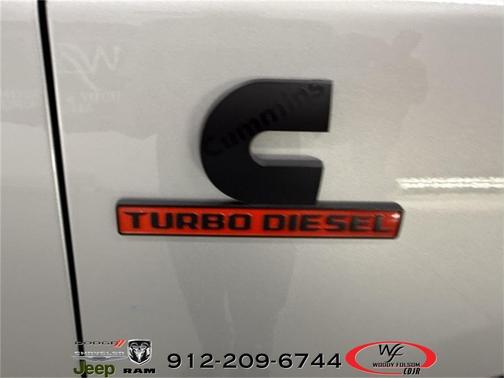 Cummins
TURBO DIESEL
DODGE
CHRYSLER
Jeep RAM
912-209-6744
WF
WOODY FOLSOM
CDJR